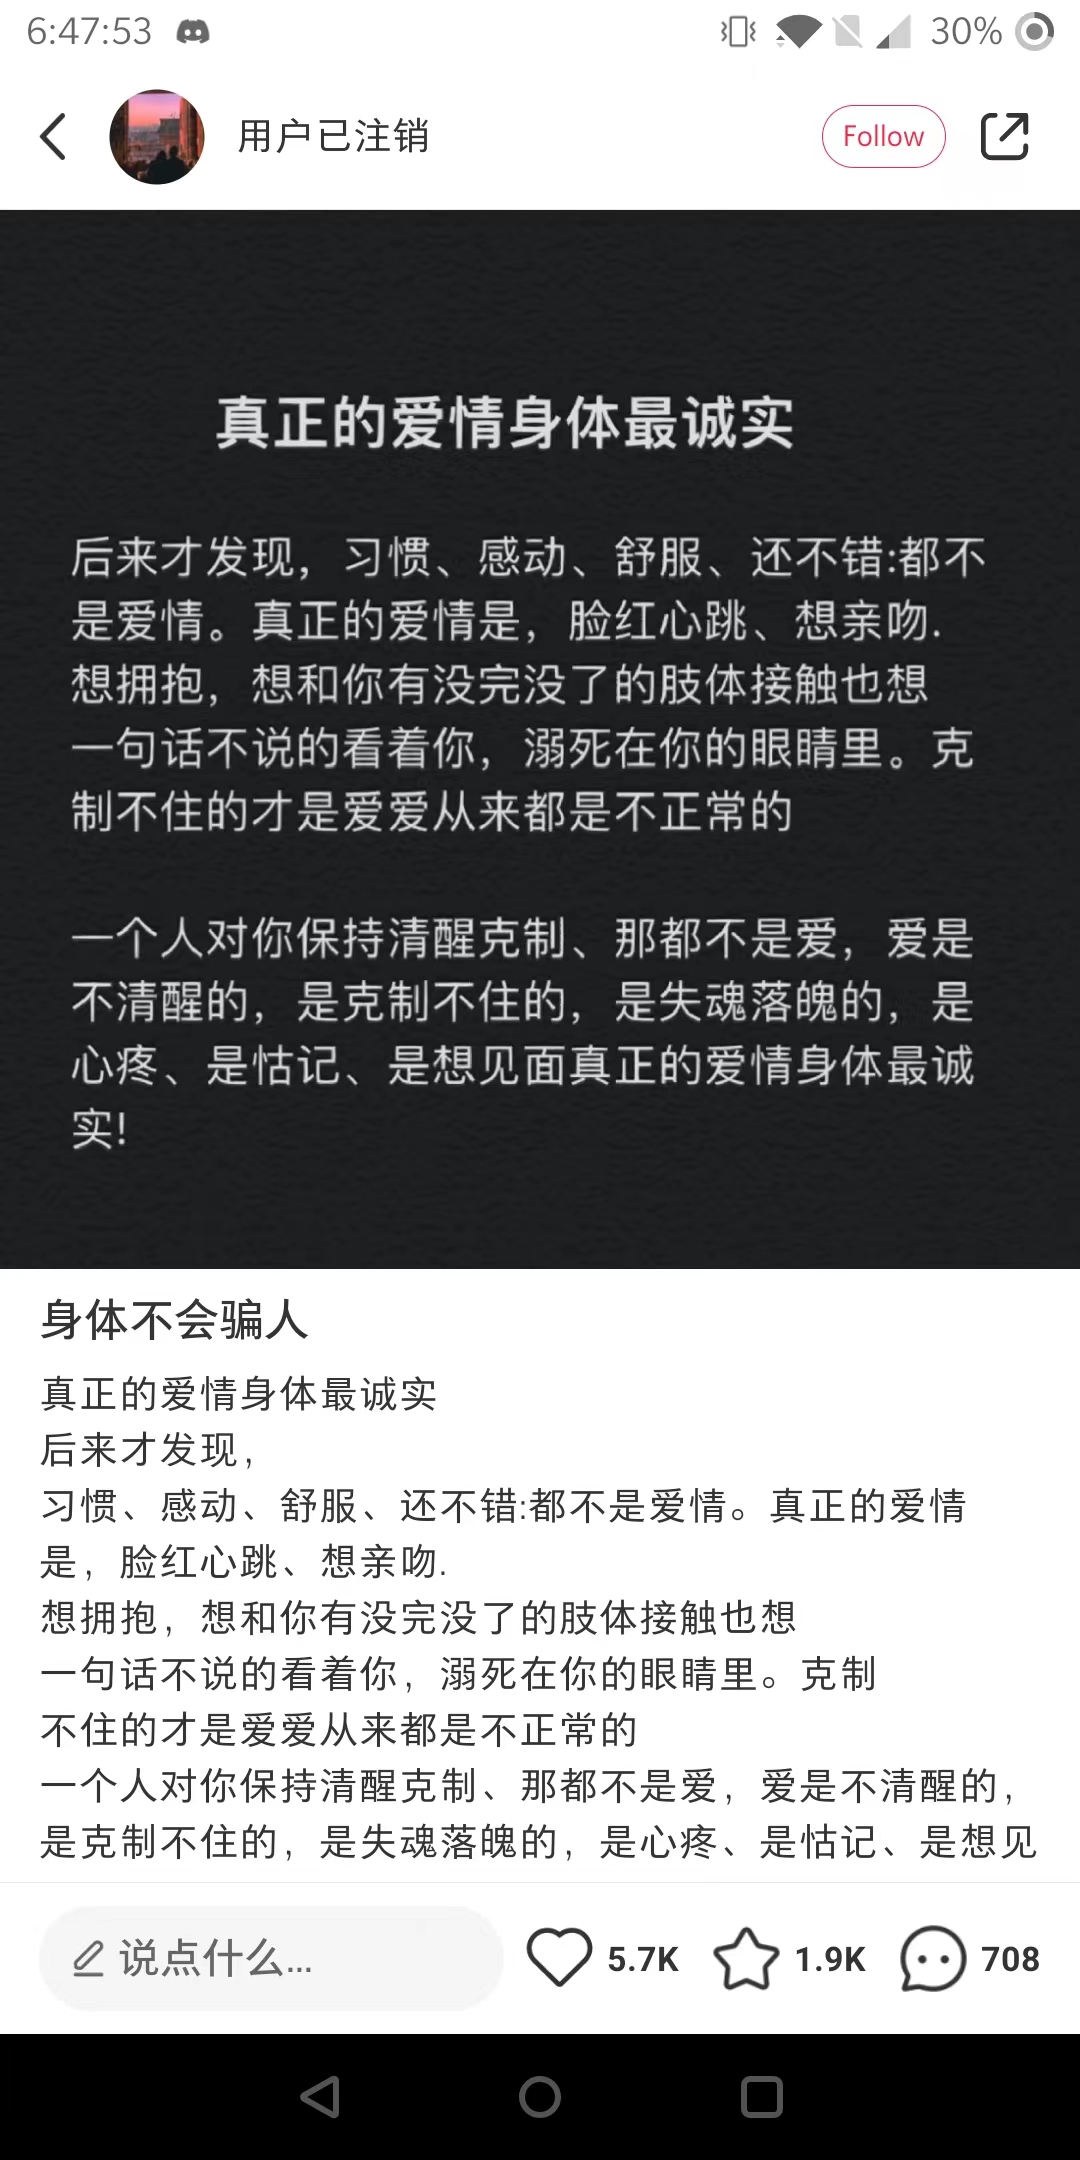 6:47:53
30%
用户已注销
Follow
真正的爱情身体最诚实
后来才发现，习惯、感动、舒服、还不错:都不
是爱情。真正的爱情是，脸红心跳、想亲吻.
想拥抱，想和你有没完没了的肢体接触也想
一句话不说的看着你，溺死在你的眼睛里。克
制不住的才是爱爱从来都是不正常的
一个人对你保持清醒克制、那都不是爱，爱是
不清醒的，是克制不住的，是失魂落魄的，是
心疼、是怙记、是想见面真正的爱情身体最诚
实!
身体不会骗人
真正的爱情身体最诚实
后来才发现，
习惯、感动、舒服、还不错:都不是爱情。真正的爱情
是，脸红心跳、想亲吻.
想拥抱，想和你有没完没了的肢体接触也想
一句话不说的看着你，溺死在你的眼睛里。克制
不住的才是爱爱从来都是不正常的
一个人对你保持清醒克制、那都不是爱，爱是不清醒的，
是克制不住的，是失魂落魄的，是心疼、是怙记、是想见
说点什么...
5.7K
1.9K
708